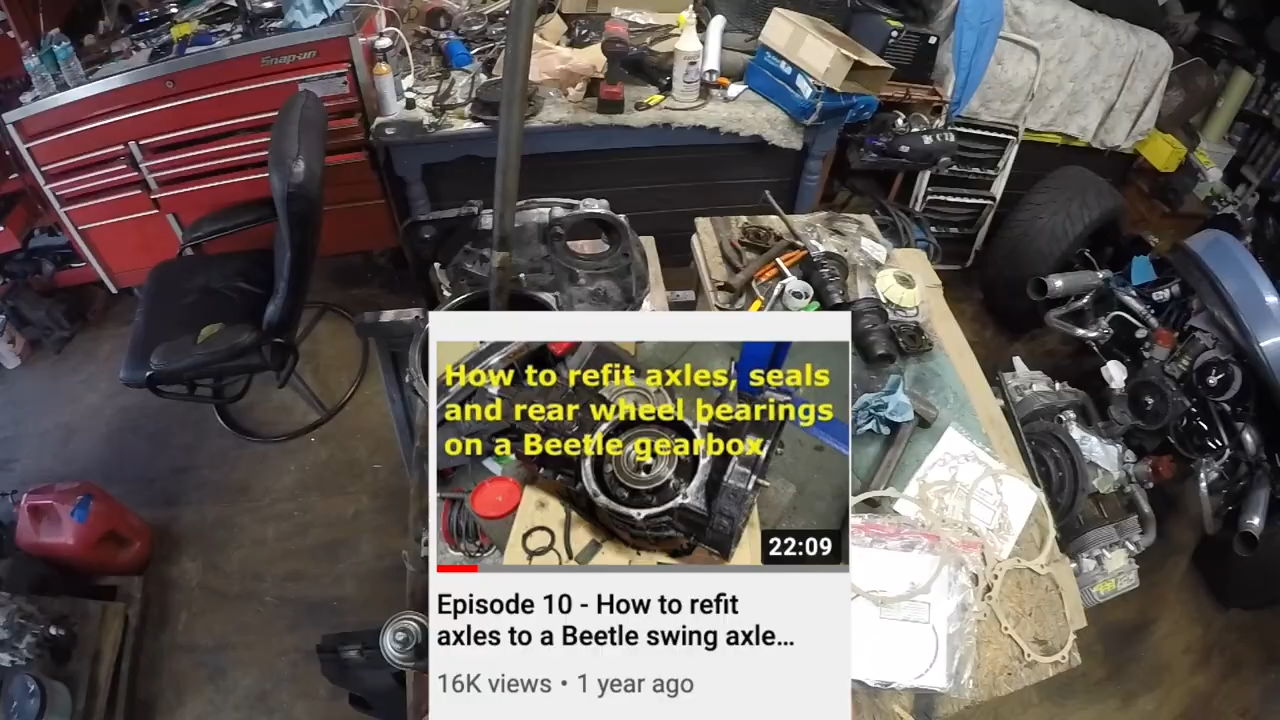 Snap-on
How to refit axles, seals
and rear wheel bearings
on a Beetle gearbox
22:09
Episode 10 - How to refit
axles to a Beetle swing axle...
16K views • 1 year ago